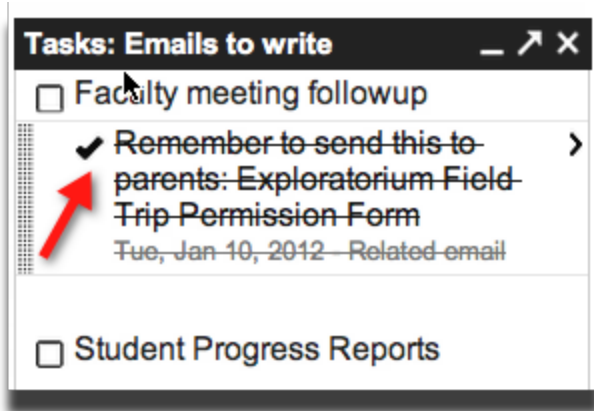 Tasks: Emails to write
Faculty meeting followup
Remember to send this to
parents: Exploratorium Field
Trip Permission Form
Tue, Jan 10, 2012 - Related email
Student Progress Reports